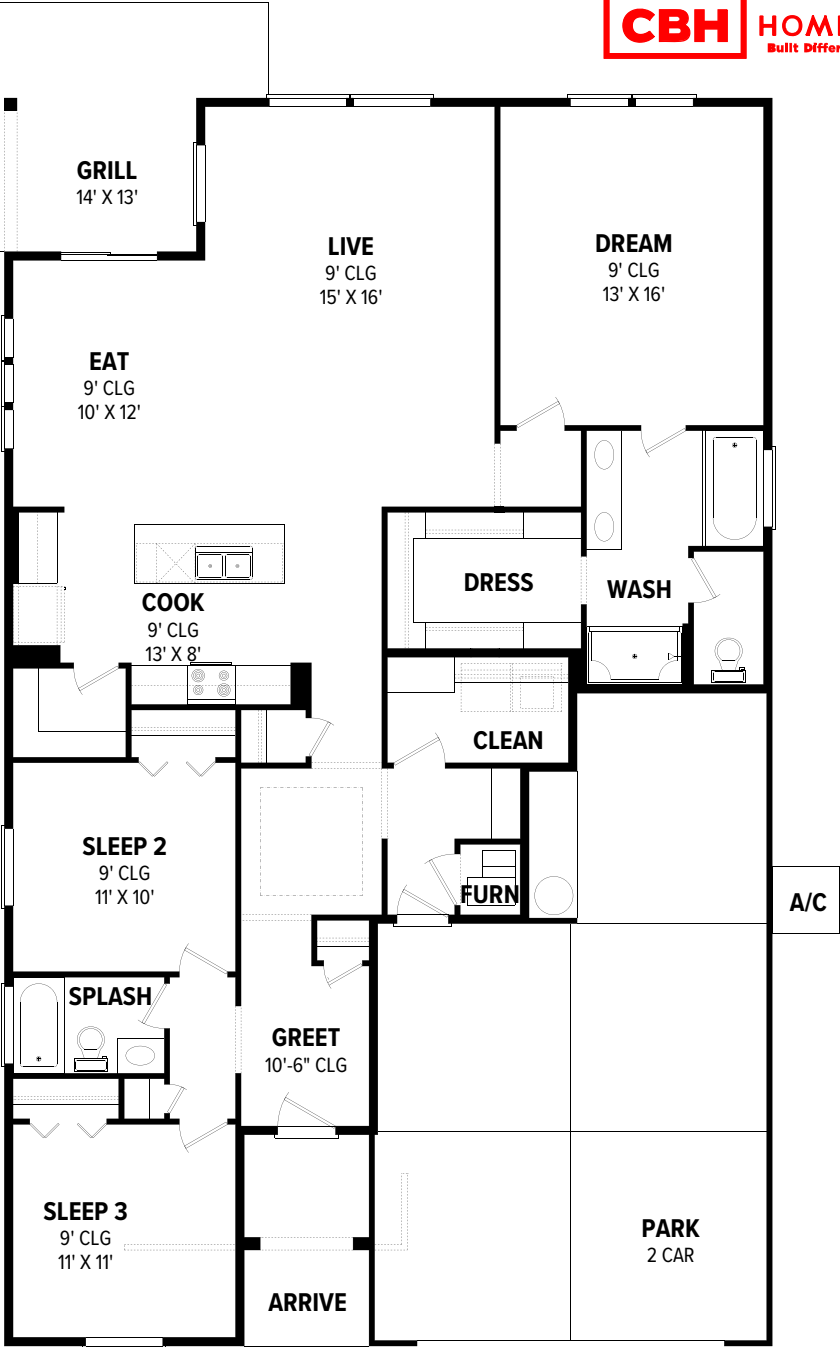 CBH HOM
Built Differ
GRILL
14' X 13'
LIVE
9' CLG
15' X 16'
DREAM
9' CLG
13' X 16'
EAT
9' CLG
10' X 12'
COOK
9' CLG
13' X 8'
DRESS
WASH
CLEAN
SLEEP 2
9' CLG
11' X 10'
FURN
A/C
SPLASH
GREET
10'-6" CLG
SLEEP 3
9' CLG
11' X 11'
PARK
2 CAR
ARRIVE